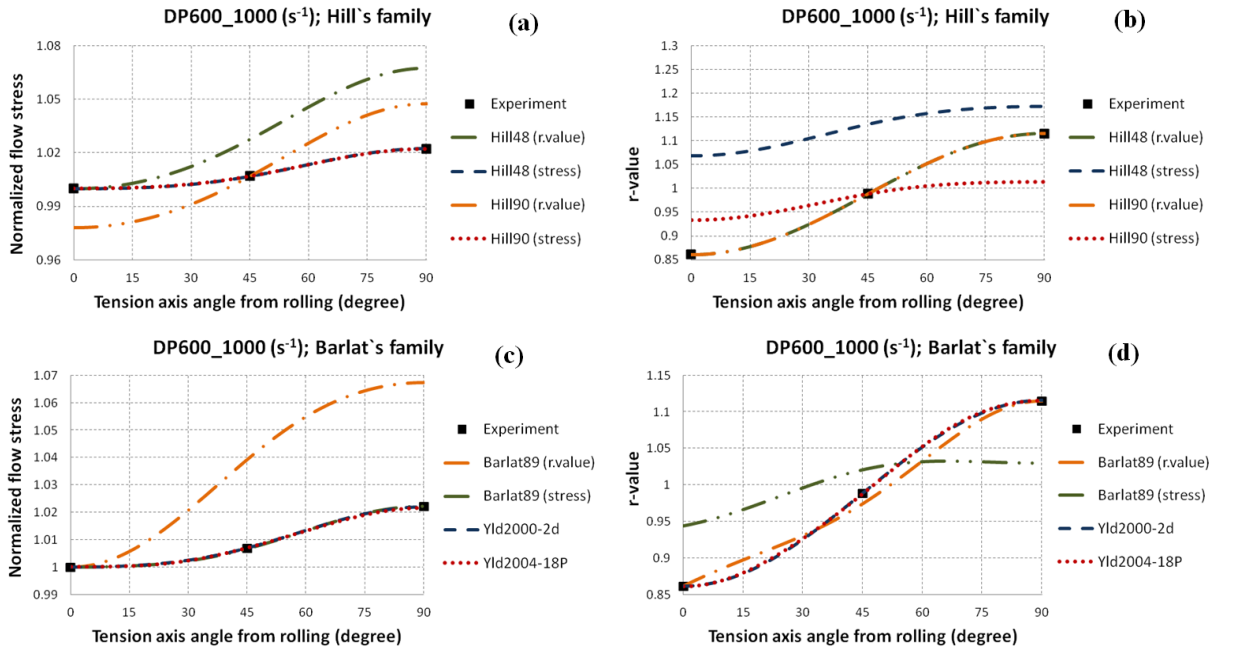 DP600_1000 (s-1); Hill`s family
(a)
Normalized flow stress
1.08
1.05
1.02
0.99
0.96
0 15 30 45 60 75 90
Tension axis angle from rolling (degree)
Experiment
Hill48 (r.value)
Hill48 (stress)
Hill90 (r.value)
Hill90 (stress)
DP600_1000 (s-1); Hill`s family
(b)
r-value
1.3
1.25
1.2
1.15
1.1
1.05
1
0.95
0.9
0.85
0 15 30 45 60 75 90
Tension axis angle from rolling (degree)
Experiment
Hill48 (r.value)
Hill48 (stress)
Hill90 (r.value)
Hill90 (stress)
DP600_1000 (s-1); Barlat`s family
(c)
Normalized flow stress
1.07
1.06
1.05
1.04
1.03
1.02
1.01
1
0.99
0 15 30 45 60 75 90
Tension axis angle from rolling (degree)
Experiment
Barlat89 (r.value)
Barlat89 (stress)
Yld2000-2d
Yld2004-18P
DP600_1000 (s-1); Barlat`s family
(d)
r-value
1.15
1.1
1.05
1
0.95
0.9
0.85
0 15 30 45 60 75 90
Tension axis angle from rolling (degree)
Experiment
Barlat89 (r.value)
Barlat89 (stress)
Yld2000-2d
Yld2004-18P